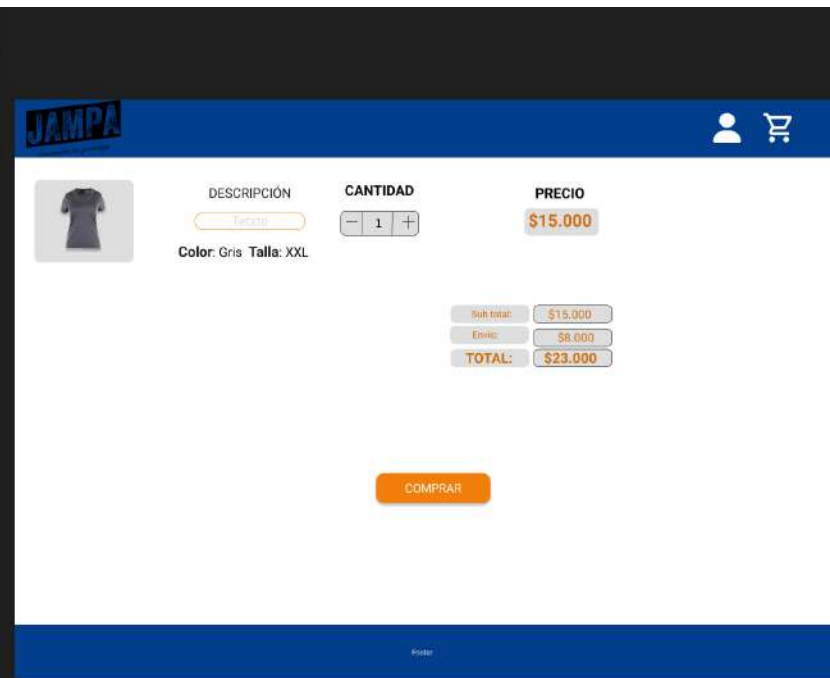 JAMPA
DESCRIPCIÓN
CANTIDAD
PRECIO
Texto
1
$15.000
Color: Gris Talla: XXL
Sub total: $15.000
Envio: $8.000
TOTAL: $23.000
COMPRAR
Footer